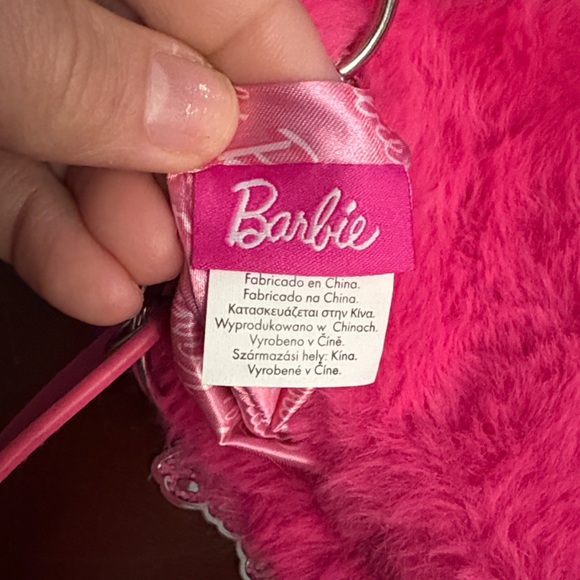 Barbie
Fabricado en China.
Fabricado na China.
Κατασκευάζεται στην Κίνα.
Wyprodukowano w Chinach.
Vyrobeno v Číně.
Származási hely: Kína.
Vyrobené v Číne.